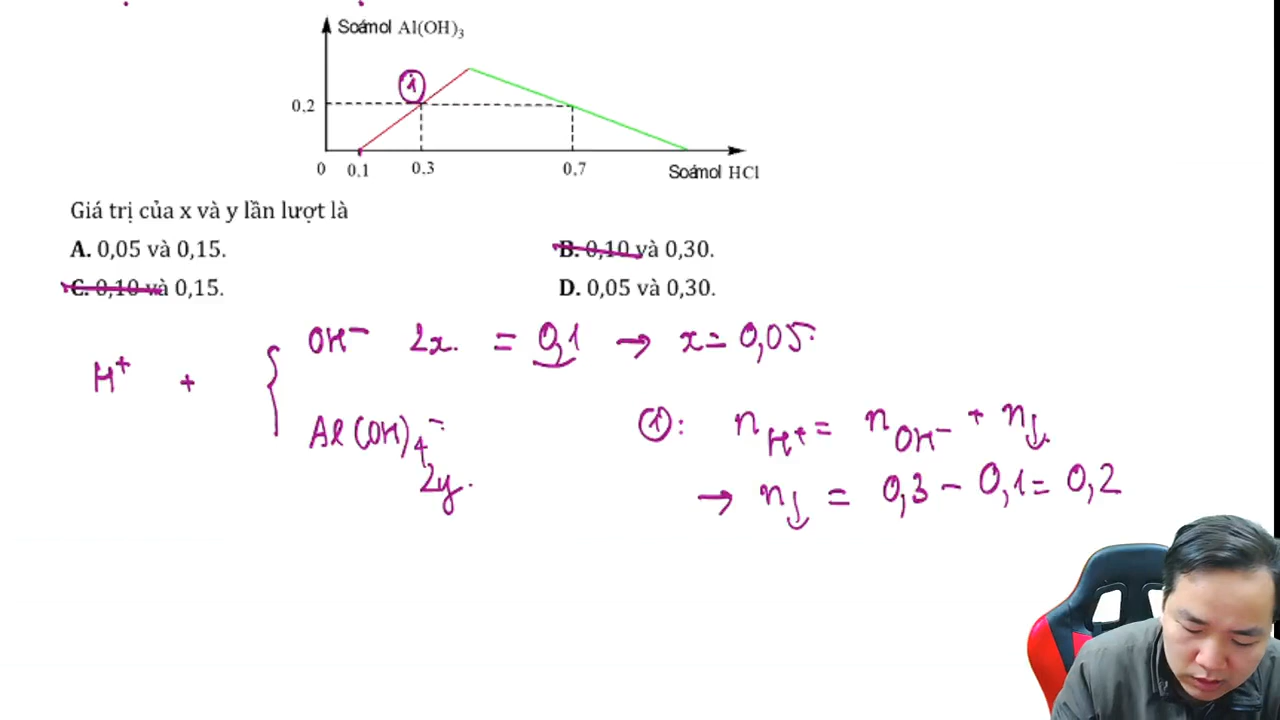 Soámol Al(OH)₃
①
0,2
0 0.1 0.3 0,7 Soámol HCl
Giá trị của x và y lần lượt là
A. 0,05 và 0,15. B. 0,10 và 0,30.
C. 0,10 và 0,15. D. 0,05 và 0,30.
H⁺ + { OH⁻ 2x. = 0,1 → x = 0,05.
Al(OH)₄⁻ 2y.
①: n H⁺ = n OH⁻ + n↓
→ n↓ = 0,3 − 0,1 = 0,2